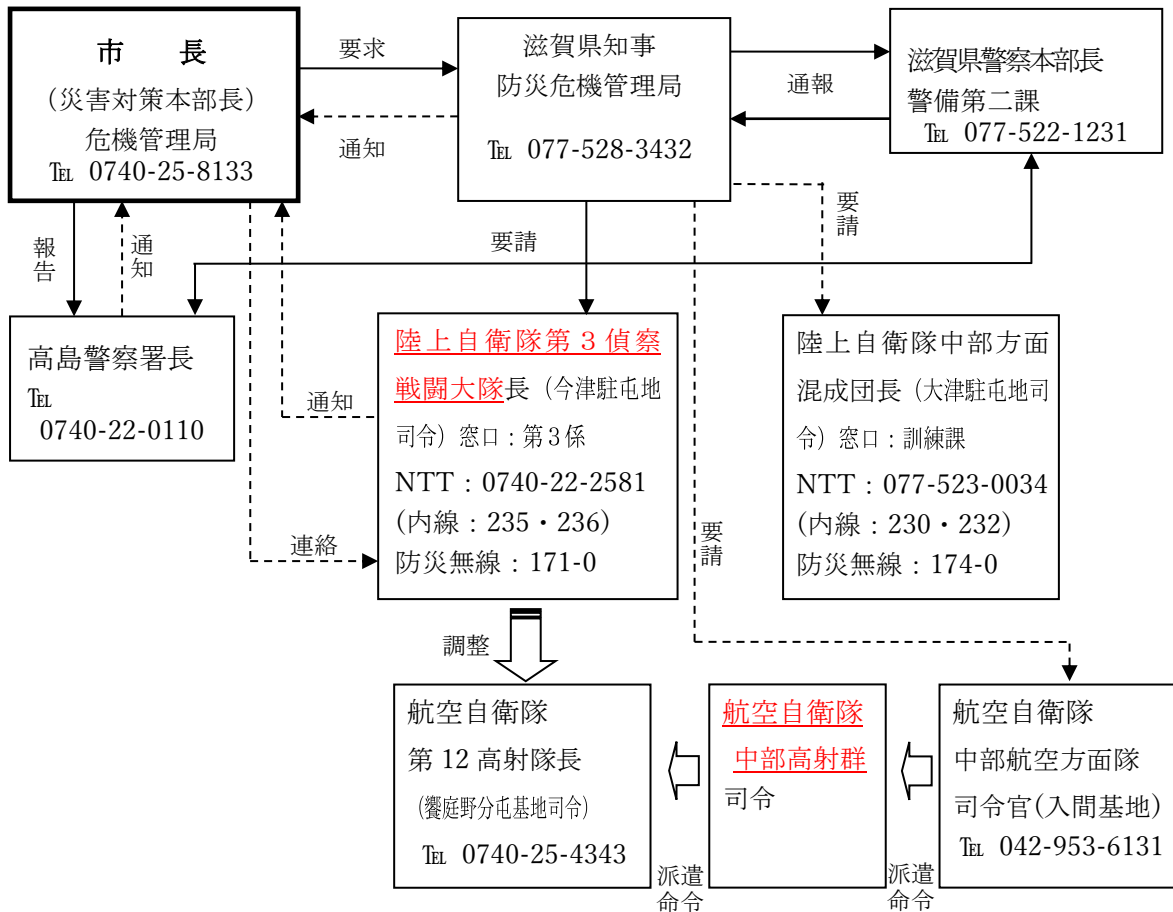 市　　長
（災害対策本部長）
危機管理局
℡ 0740-25-8133
要求
通知
滋賀県知事
防災危機管理局
℡ 077-528-3432
通報
滋賀県警察本部長
警備第二課
℡ 077-522-1231
報告
通知
要請
要請
高島警察署長
℡
0740-22-0110
通知
連絡
陸上自衛隊第３偵察
戦闘大隊長（今津駐屯地
司令）窓口：第３係
NTT：0740-22-2581
(内線：235・236)
防災無線：171-0
要請
陸上自衛隊中部方面
混成団長（大津駐屯地司
令）窓口：訓練課
NTT：077-523-0034
(内線：230・232)
防災無線：174-0
調整
航空自衛隊
第 12 高射隊長
（饗庭野分屯基地司令）
℡ 0740-25-4343
派遣
命令
航空自衛隊
中部高射群
司令
派遣
命令
航空自衛隊
中部航空方面隊
司令官(入間基地)
℡ 042-953-6131